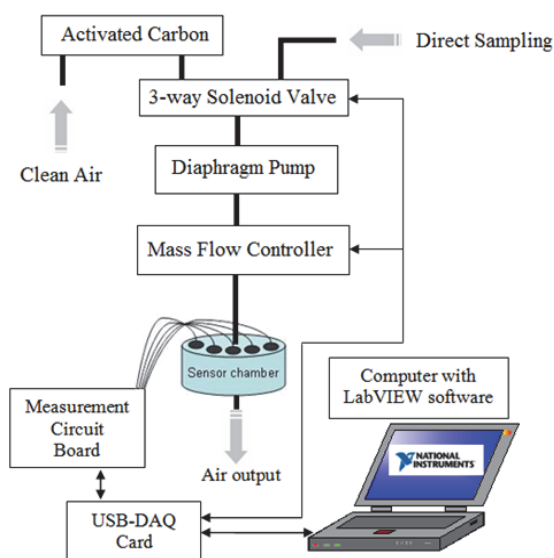 Activated Carbon
Direct Sampling
3-way Solenoid Valve
Clean Air
Diaphragm Pump
Mass Flow Controller
Sensor chamber
Computer with
LabVIEW software
Measurement
Circuit
Board
Air output
NATIONAL
INSTRUMENTS
USB-DAQ
Card